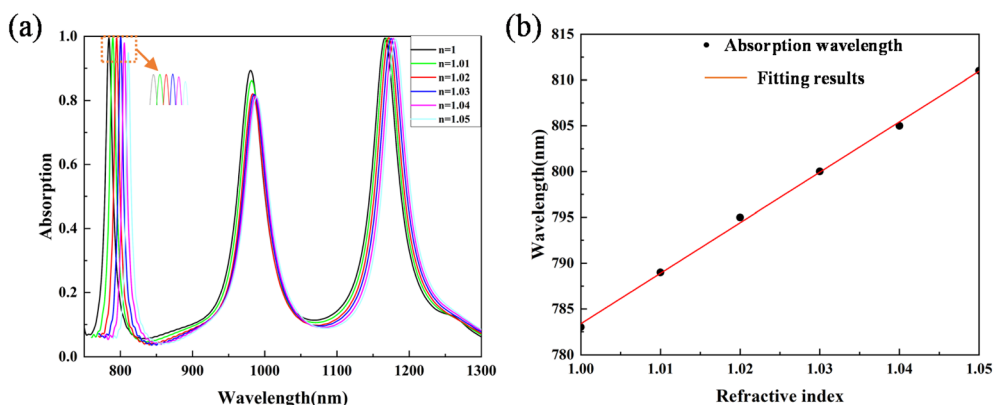 (a)
1.0
0.8
0.6
0.4
0.2
0.0
Absorption
800
900
1000
1100
1200
1300
Wavelength(nm)
n=1
n=1.01
n=1.02
n=1.03
n=1.04
n=1.05
(b)
815
810
805
800
795
790
785
780
Wavelength(nm)
1.00
1.01
1.02
1.03
1.04
1.05
Refractive index
Absorption wavelength
Fitting results